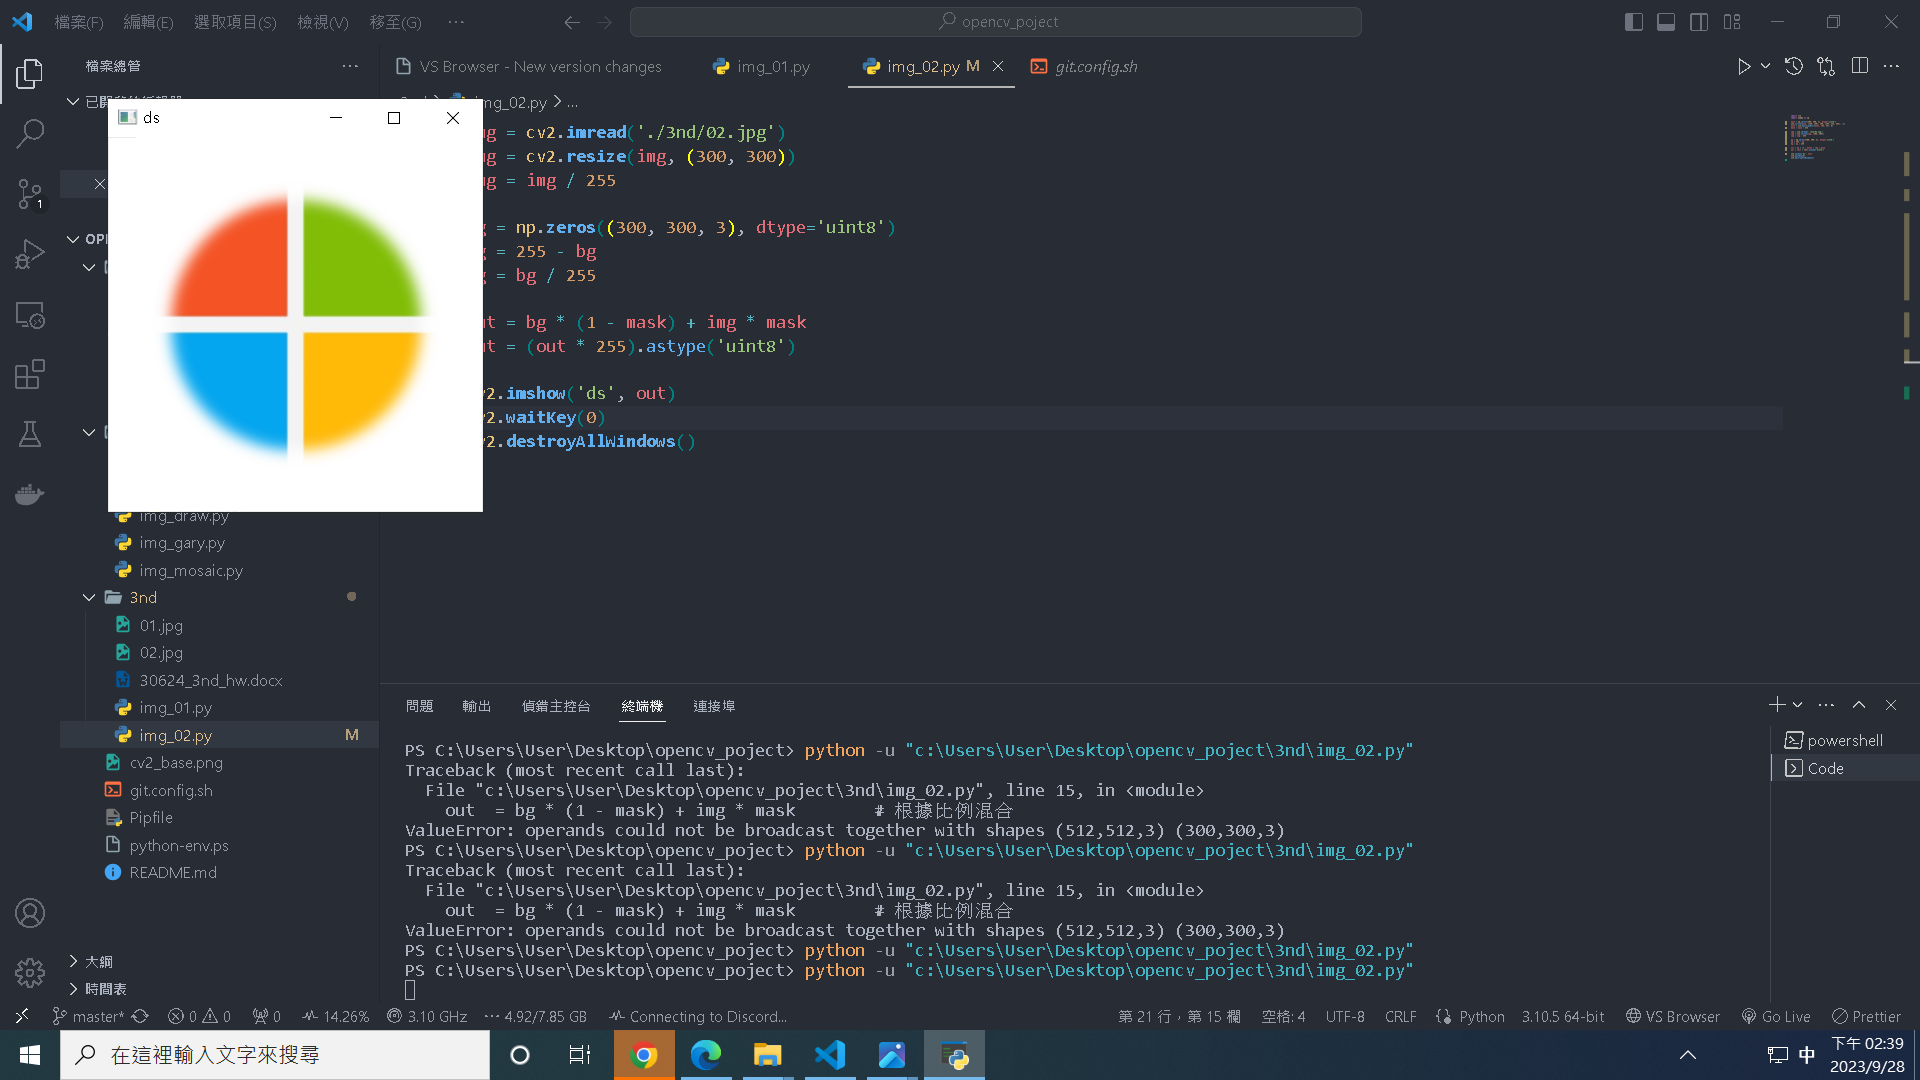 檔案(F) 編輯(E) 選取項目(S) 檢視(V) 移至(G) ... opencv_poject
檔案總管
VS Browser - New version changes img_01.py img_02.py M git.config.sh
img_02.py > ...
ds
= cv2.imread('./3nd/02.jpg')
= cv2.resize(img, (300, 300))
= img / 255
= np.zeros((300, 300, 3), dtype='uint8')
= 255 - bg
= bg / 255
= bg * (1 - mask) + img * mask
= (out * 255).astype('uint8')
.imshow('ds', out)
.waitKey(0)
.destroyAllWindows()
img_draw.py
img_gary.py
img_mosaic.py
3nd
01.jpg
02.jpg
30624_3nd_hw.docx
img_01.py
img_02.py M
cv2_base.png
git.config.sh
Pipfile
python-env.ps
README.md
大綱
時間表
問題 輸出 偵錯主控台 終端機 連接埠
PS C:\Users\User\Desktop\opencv_poject> python -u "c:\Users\User\Desktop\opencv_poject\3nd\img_02.py"
Traceback (most recent call last):
File "c:\Users\User\Desktop\opencv_poject\3nd\img_02.py", line 15, in <module>
out = bg * (1 - mask) + img * mask # 根據比例混合
ValueError: operands could not be broadcast together with shapes (512,512,3) (300,300,3)
PS C:\Users\User\Desktop\opencv_poject> python -u "c:\Users\User\Desktop\opencv_poject\3nd\img_02.py"
Traceback (most recent call last):
File "c:\Users\User\Desktop\opencv_poject\3nd\img_02.py", line 15, in <module>
out = bg * (1 - mask) + img * mask # 根據比例混合
ValueError: operands could not be broadcast together with shapes (512,512,3) (300,300,3)
PS C:\Users\User\Desktop\opencv_poject> python -u "c:\Users\User\Desktop\opencv_poject\3nd\img_02.py"
PS C:\Users\User\Desktop\opencv_poject> python -u "c:\Users\User\Desktop\opencv_poject\3nd\img_02.py"
powershell
Code
master* 0 0 0 14.26% 3.10 GHz 4.92/7.85 GB Connecting to Discord... 第 21 行，第 15 欄 空格: 4 UTF-8 CRLF Python 3.10.5 64-bit VS Browser Go Live Prettier
在這裡輸入文字來搜尋
中
下午 02:39
2023/9/28